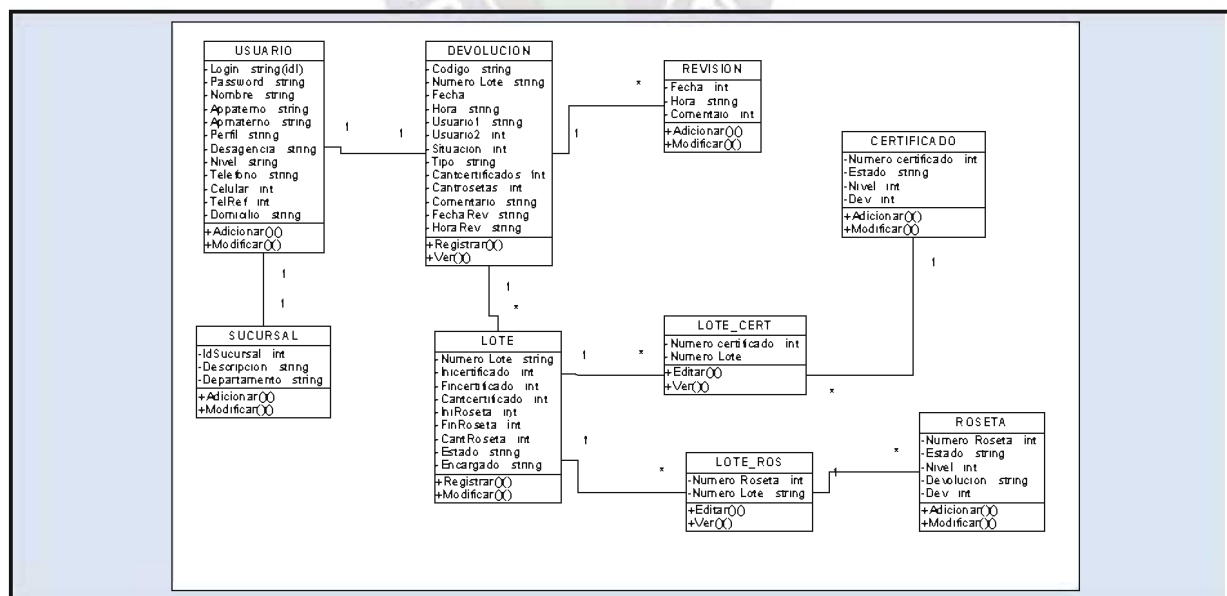 USUARIO
-Login string(idl)
-Password string
-Nombre string
-Appaterno string
-Apmaterno string
-Perfil string
-Desagencia string
-Nivel string
-Telefono string
-Celular int
-TelRef int
-Domicilio string
+Adicionar()()
+Modificar()()
1
1
DEVOLUCION
-Codigo string
-Numero Lote string
-Fecha
-Hora string
-Usuario1 string
-Usuario2 int
-Situacion int
-Tipo string
-Cantcertificados int
-Cantrosetas int
-Comentario string
-FechaRev string
-HoraRev string
+Registrar()()
+Ver()()
1
*
REVISION
-Fecha int
-Hora string
-Comentaio int
+Adicionar()()
+Modificar()()
CERTIFICADO
-Numero certificado int
-Estado string
-Nivel int
-Dev int
+Adicionar()()
+Modificar()()
1
1
SUCURSAL
-IdSucursal int
-Descripcion string
-Departamento string
+Adicionar()()
+Modificar()()
1
*
LOTE
-Numero Lote string
-Inicertificado int
-Fincertificado int
-Cantcertificado int
-IniRoseta int
-FinRoseta int
-CantRoseta int
-Estado string
-Encargado string
+Registrar()()
+Modificar()()
1
*
LOTE_CERT
-Numero certificado int
-Numero Lote
+Editar()()
+Ver()()
1
*
1
*
LOTE_ROS
-Numero Roseta int
-Numero Lote string
+Editar()()
+Ver()()
1
*
ROSETA
-Numero Roseta int
-Estado string
-Nivel int
-Devolucion string
-Dev int
+Adicionar()()
+Modificar()()